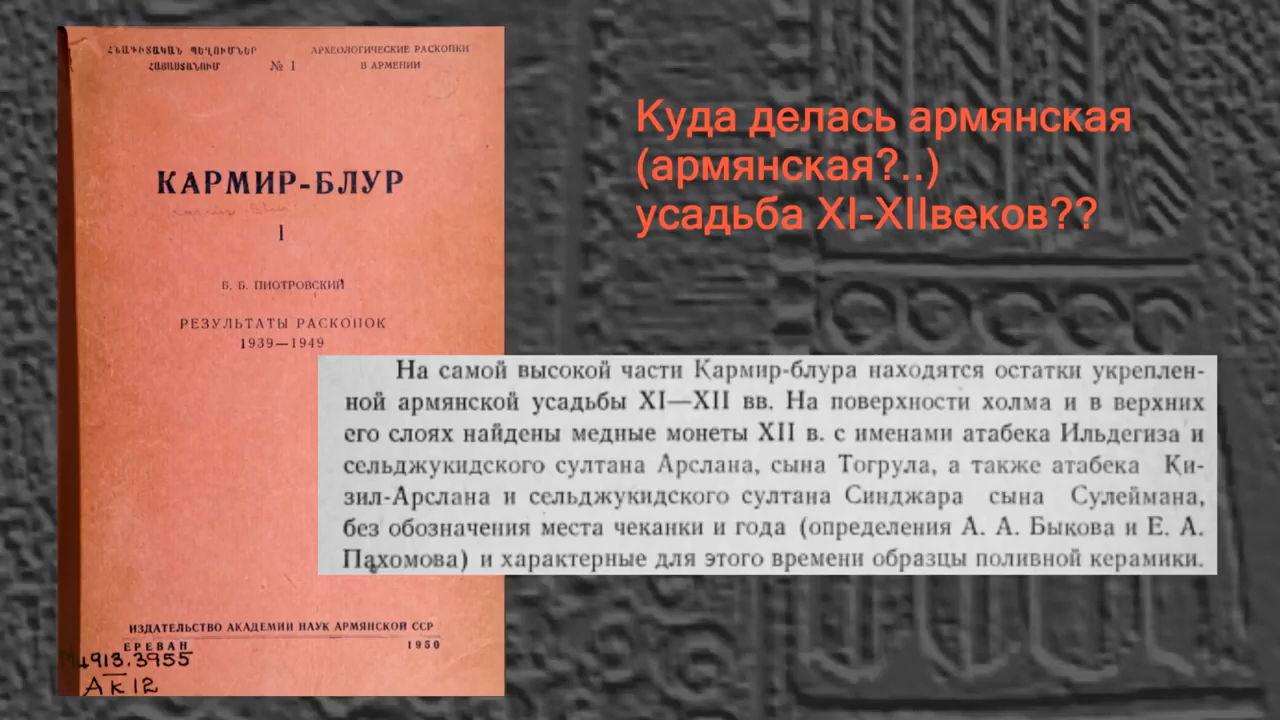 ՀՆԱԳԻՏԱԿԱՆ ՊԵՂՈՒՄՆԵՐ
ՀԱՅԱՍՏԱՆՈՒՄ
№ 1
АРХЕОЛОГИЧЕСКИЕ РАСКОПКИ
В АРМЕНИИ
КАРМИР-БЛУР
I
Б. Б. ПИОТРОВСКИЙ
РЕЗУЛЬТАТЫ РАСКОПОК
1939—1949
ИЗДАТЕЛЬСТВО АКАДЕМИИ НАУК АРМЯНСКОЙ ССР
ЕРЕВАН 1950
913.3955
АК 12
Куда делась армянская
(армянская?..)
усадьба XI-XIIвеков??
На самой высокой части Кармир-блура находятся остатки укреплен-
ной армянской усадьбы XI—XII вв. На поверхности холма и в верхних
его слоях найдены медные монеты XII в. с именами атабека Ильдегиза и
сельджукидского султана Арслана, сына Тогрула, а также атабека Ки-
зил-Арслана и сельджукидского султана Синджара сына Сулеймана,
без обозначения места чеканки и года (определения А. А. Быкова и Е. А.
Пахомова) и характерные для этого времени образцы поливной керамики.